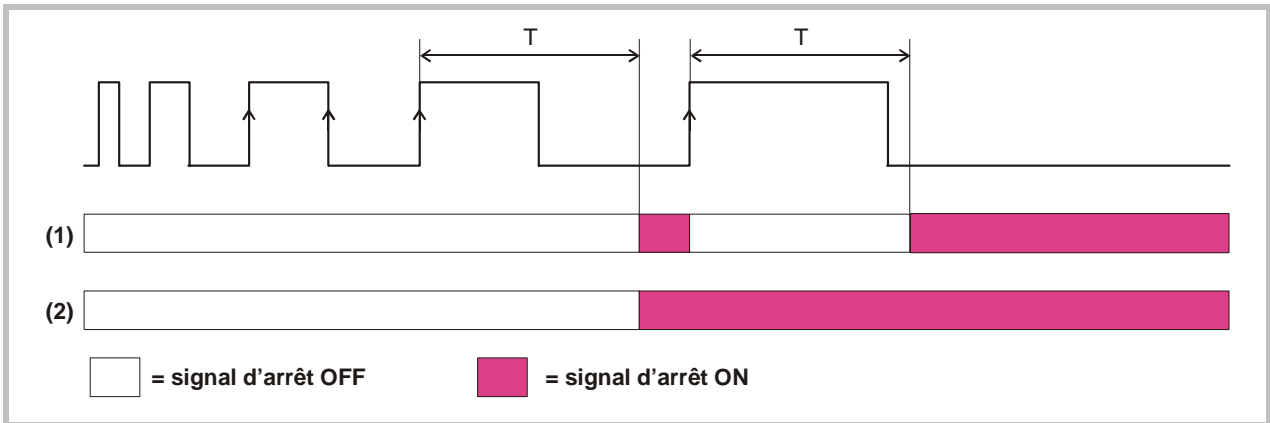 T T
(1)
(2)
= signal d'arrêt OFF = signal d'arrêt ON